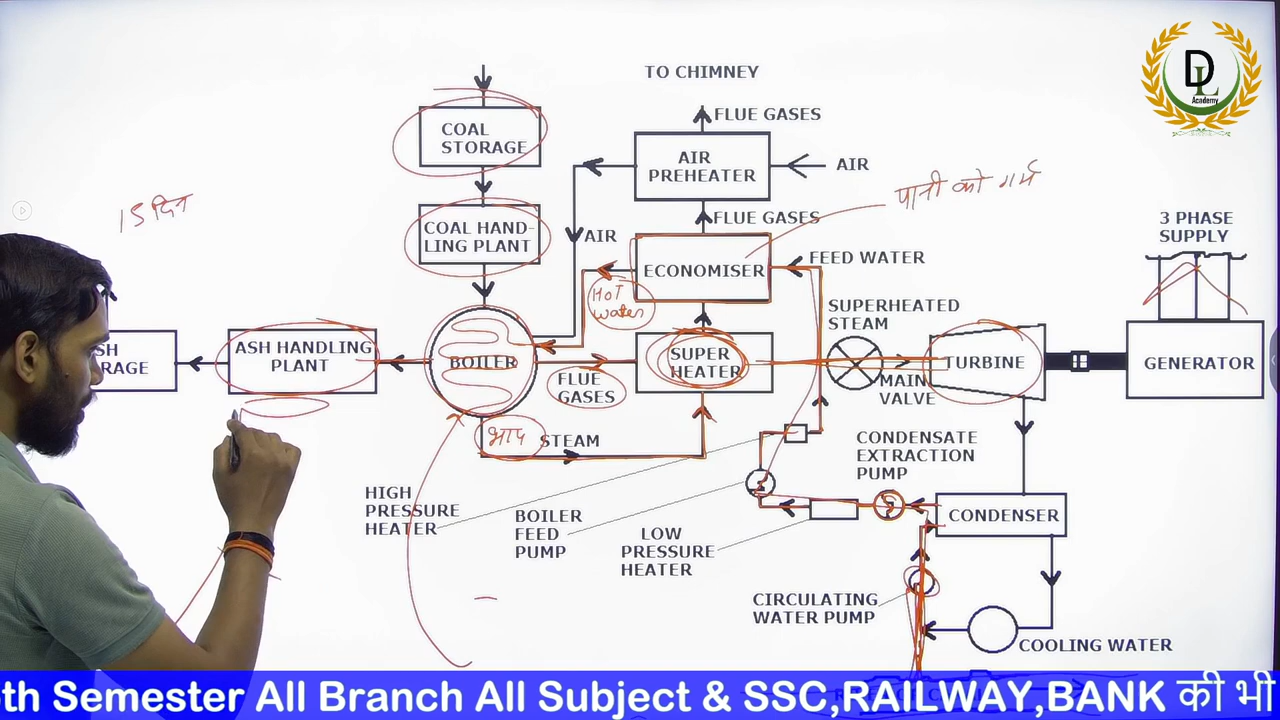 TO CHIMNEY
D
L
Academy
FLUE GASES
COAL
STORAGE
AIR
PREHEATER
AIR
पानी को गर्म
15 दिन
COAL HAND-
LING PLANT
AIR
FLUE GASES
3 PHASE
SUPPLY
ECONOMISER
FEED WATER
HOT
water
SUPERHEATED
STEAM
ASH HANDLING
PLANT
BOILER
SUPER
HEATER
TURBINE
GENERATOR
FLUE
GASES
MAIN
VALVE
भाप
STEAM
CONDENSATE
EXTRACTION
PUMP
HIGH
PRESSURE
HEATER
BOILER
FEED
PUMP
LOW
PRESSURE
HEATER
CONDENSER
CIRCULATING
WATER PUMP
COOLING WATER
th Semester All Branch All Subject & SSC,RAILWAY,BANK की भी